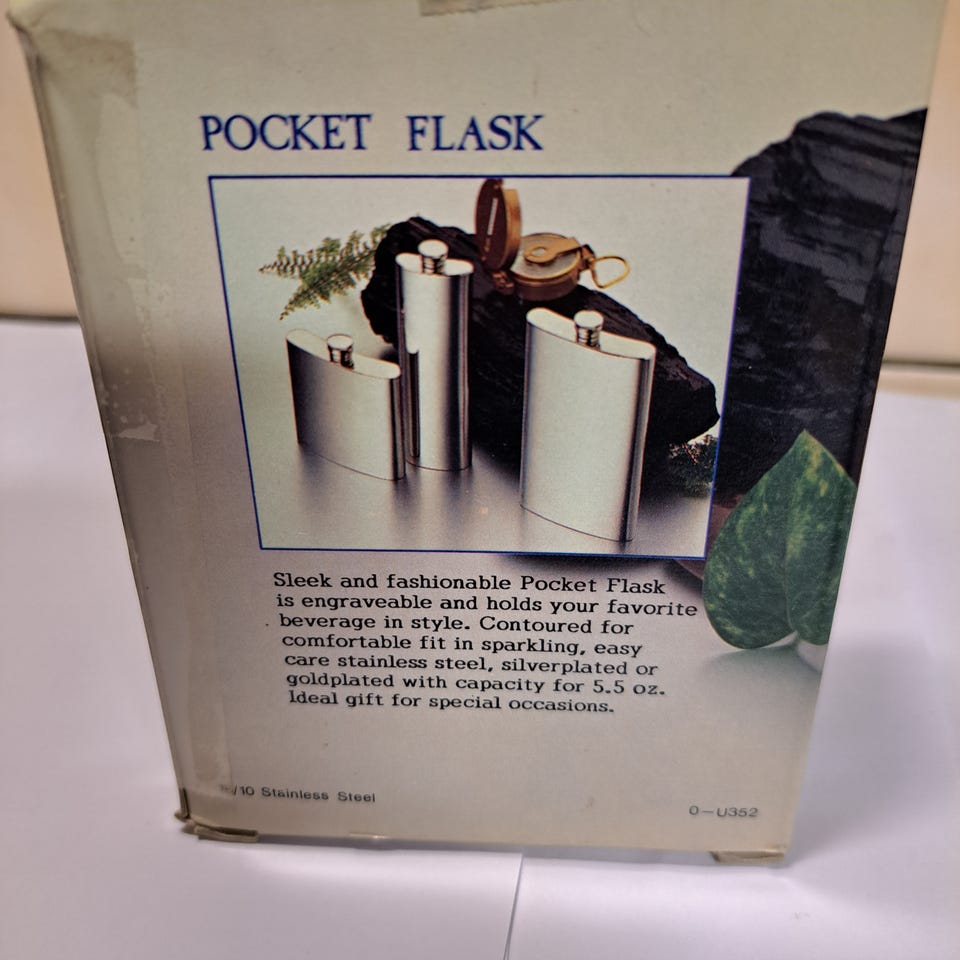 POCKET FLASK
Sleek and fashionable Pocket Flask
is engraveable and holds your favorite
beverage in style. Contoured for
comfortable fit in sparkling, easy
care stainless steel, silverplated or
goldplated with capacity for 5.5 oz.
Ideal gift for special occasions.
/10 Stainless Steel
0-U352